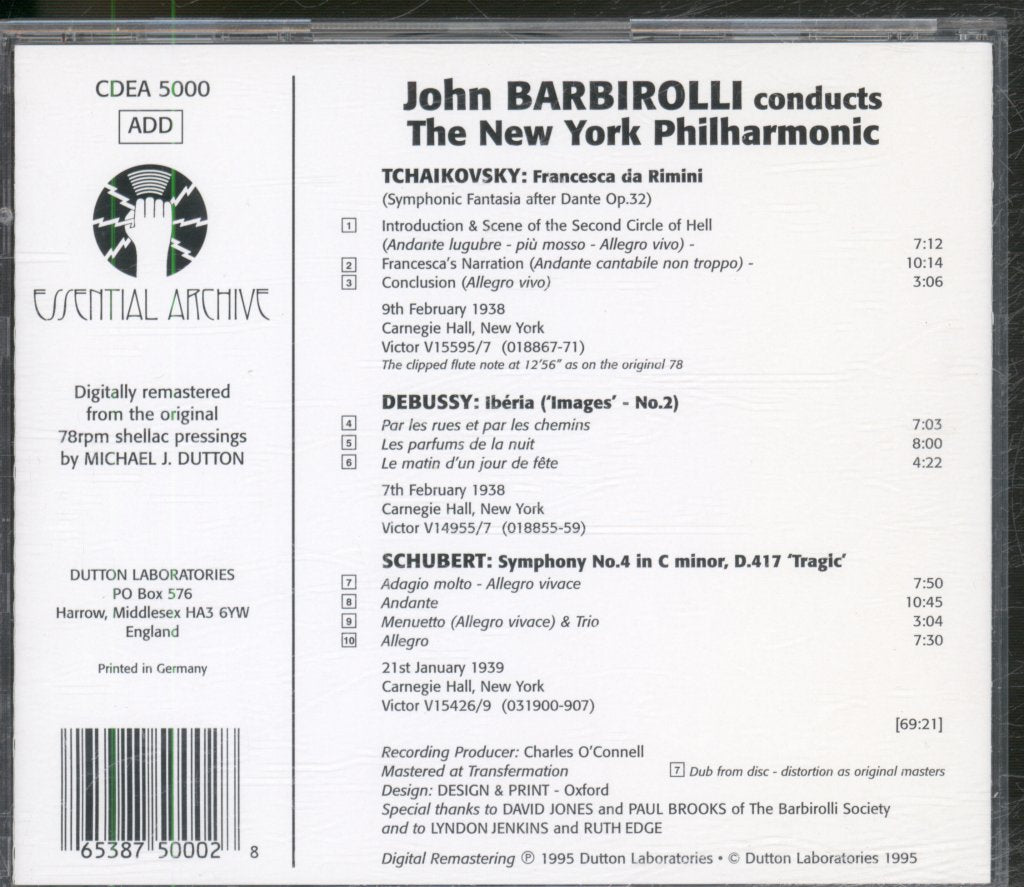 CDEA 5000
ADD
ESSENTIAL ARCHIVE
Digitally remastered
from the original
78rpm shellac pressings
by MICHAEL J. DUTTON
DUTTON LABORATORIES
PO Box 576
Harrow, Middlesex HA3 6YW
England
Printed in Germany
65387 50002 8
John BARBIROLLI conducts
The New York Philharmonic
TCHAIKOVSKY: Francesca da Rimini
(Symphonic Fantasia after Dante Op.32)
1 Introduction & Scene of the Second Circle of Hell
(Andante lugubre - più mosso - Allegro vivo) - 7:12
2 Francesca's Narration (Andante cantabile non troppo) - 10:14
3 Conclusion (Allegro vivo) 3:06
9th February 1938
Carnegie Hall, New York
Victor V15595/7 (018867-71)
The clipped flute note at 12'56" as on the original 78
DEBUSSY: Ibéria ('Images' - No.2)
4 Par les rues et par les chemins 7:03
5 Les parfums de la nuit 8:00
6 Le matin d'un jour de fête 4:22
7th February 1938
Carnegie Hall, New York
Victor V14955/7 (018855-59)
SCHUBERT: Symphony No.4 in C minor, D.417 'Tragic'
7 Adagio molto - Allegro vivace 7:50
8 Andante 10:45
9 Menuetto (Allegro vivace) & Trio 3:04
10 Allegro 7:30
21st January 1939
Carnegie Hall, New York
Victor V15426/9 (031900-907)
[69:21]
Recording Producer: Charles O'Connell
Mastered at Transfermation 7 Dub from disc - distortion as original masters
Design: DESIGN & PRINT - Oxford
Special thanks to DAVID JONES and PAUL BROOKS of The Barbirolli Society
and to LYNDON JENKINS and RUTH EDGE
Digital Remastering ℗ 1995 Dutton Laboratories • © Dutton Laboratories 1995